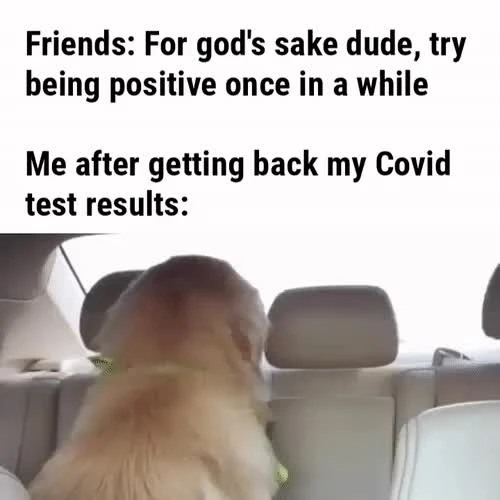 Friends: For god's sake dude, try
being positive once in a while
Me after getting back my Covid
test results: